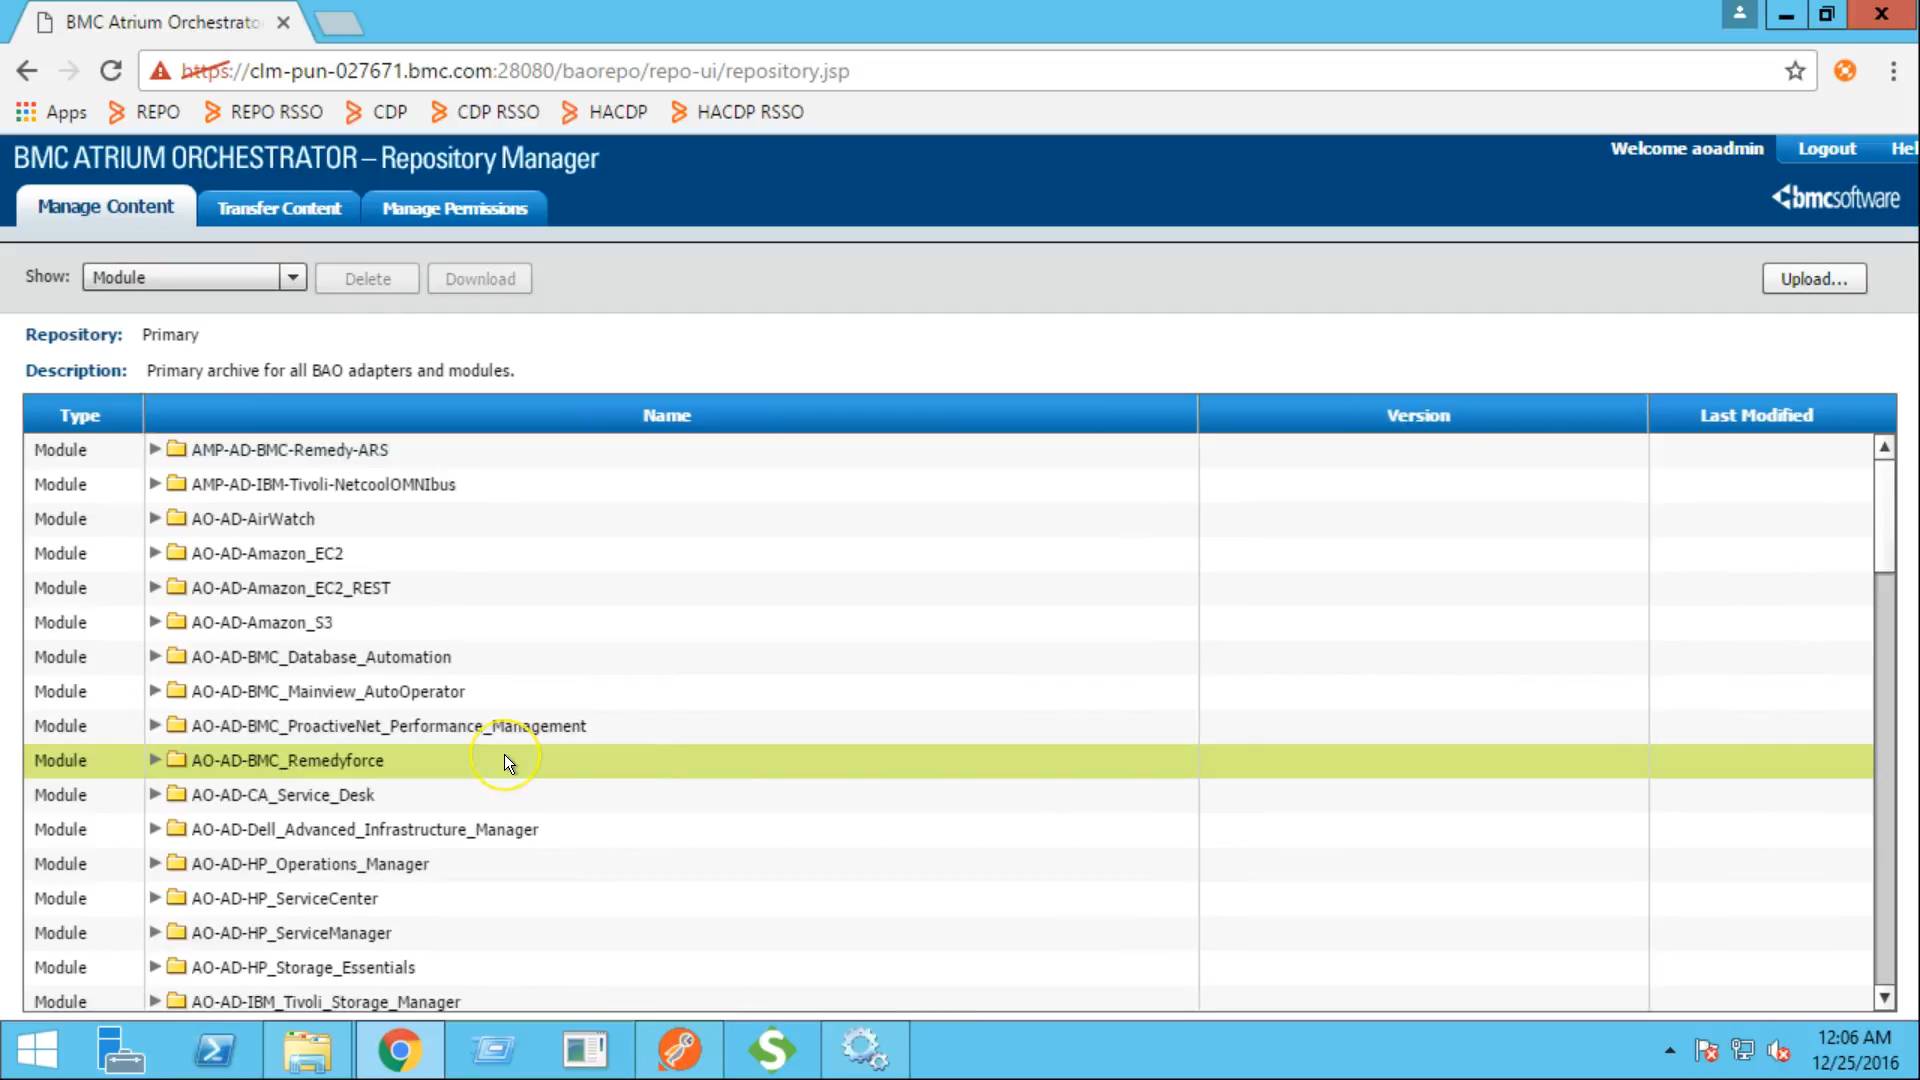 BMC Atrium Orchestrato
https://clm-pun-027671.bmc.com:28080/baorepo/repo-ui/repository.jsp
Apps REPO REPO RSSO CDP CDP RSSO HACDP HACDP RSSO
BMC ATRIUM ORCHESTRATOR – Repository Manager
Welcome aoadmin Logout Hel
Manage Content Transfer Content Manage Permissions
bmcsoftware
Show: Module Delete Download Upload...
Repository: Primary
Description: Primary archive for all BAO adapters and modules.
Type Name Version Last Modified
Module AMP-AD-BMC-Remedy-ARS
Module AMP-AD-IBM-Tivoli-NetcoolOMNIbus
Module AO-AD-AirWatch
Module AO-AD-Amazon_EC2
Module AO-AD-Amazon_EC2_REST
Module AO-AD-Amazon_S3
Module AO-AD-BMC_Database_Automation
Module AO-AD-BMC_Mainview_AutoOperator
Module AO-AD-BMC_ProactiveNet_Performance_Management
Module AO-AD-BMC_Remedyforce
Module AO-AD-CA_Service_Desk
Module AO-AD-Dell_Advanced_Infrastructure_Manager
Module AO-AD-HP_Operations_Manager
Module AO-AD-HP_ServiceCenter
Module AO-AD-HP_ServiceManager
Module AO-AD-HP_Storage_Essentials
Module AO-AD-IBM_Tivoli_Storage_Manager
12:06 AM
12/25/2016